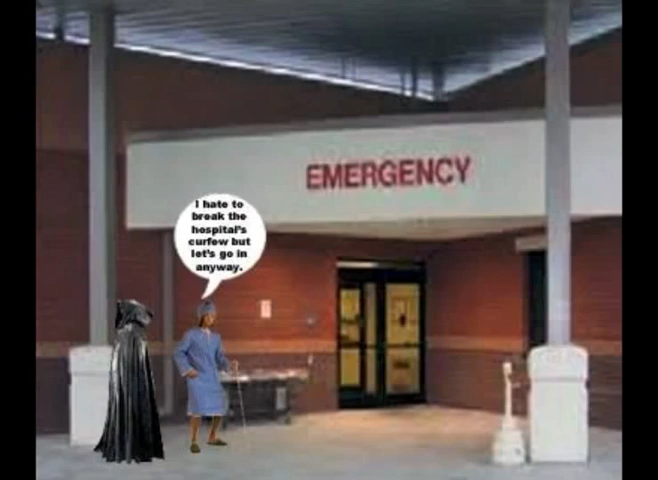 EMERGENCY
I hate to
break the
hospital's
curfew but
let's go in
anyway.